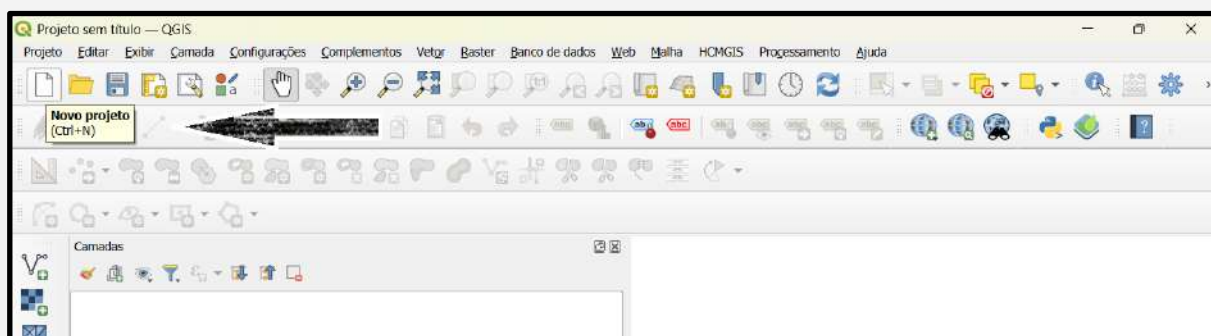 Projeto sem título — QGIS
Projeto Editar Exibir Camada Configurações Complementos Vetor Raster Banco de dados Web Malha HCMGIS Processamento Ajuda
Novo projeto
(Ctrl+N)
abc
Camadas